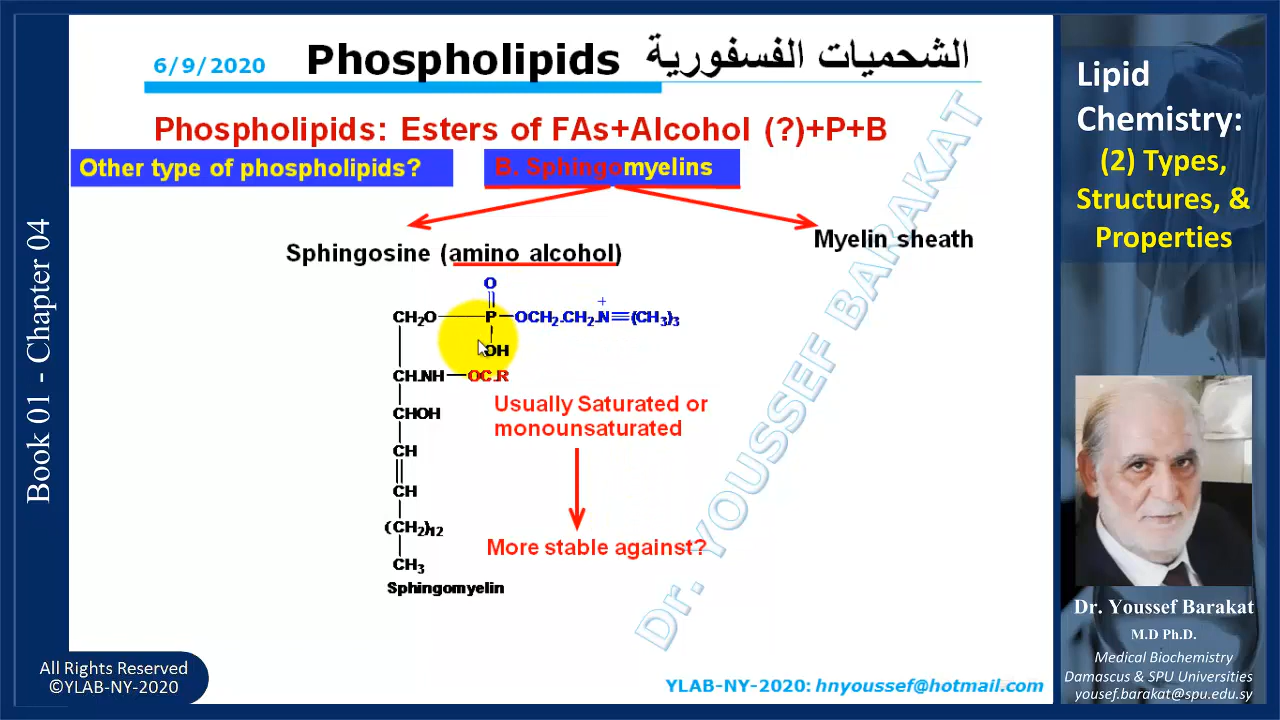 6/9/2020
Phospholipids الشحميات الفسفورية
Phospholipids: Esters of FAs+Alcohol (?)+P+B
Other type of phospholipids?
B. Sphingomyelins
Sphingosine (amino alcohol)
Myelin sheath
O
+
CH2O P OCH2.CH2.N≡(CH3)3
OH
CH.NH OC.R
CHOH
CH
CH
(CH2)12
CH3
Sphingomyelin
Usually Saturated or
monounsaturated
More stable against?
Dr. YOUSSEF BARAKAT
YLAB-NY-2020: hnyoussef@hotmail.com
Book 01 - Chapter 04
All Rights Reserved
©YLAB-NY-2020
Lipid
Chemistry:
(2) Types,
Structures, &
Properties
Dr. Youssef Barakat
M.D Ph.D.
Medical Biochemistry
Damascus & SPU Universities
yousef.barakat@spu.edu.sy